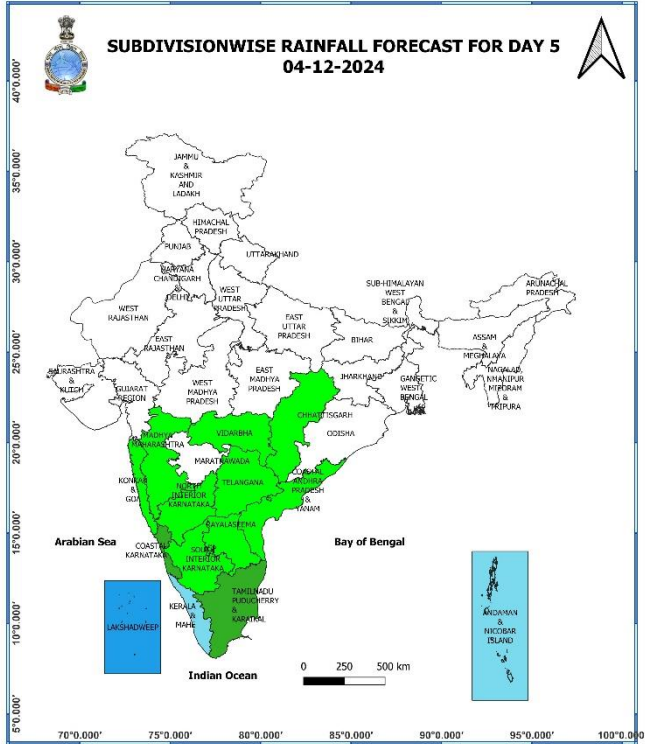 SUBDIVISIONWISE RAINFALL FORECAST FOR DAY 5
04-12-2024
40°0.000'
35°0.000'
30°0.000'
25°0.000'
20°0.000'
15°0.000'
10°0.000'
5°0.000'
JAMMU
&
KASHMIR
AND
LADAKH
HIMACHAL
PRADESH
PUNJAB
UTTARAKHAND
HARYANA
CHANDIGARH
&
DELHI
WEST
UTTAR
PRADESH
SUB-HIMALAYAN
WEST
BENGAL
&
SIKKIM
ARUNACHAL
PRADESH
WEST
RAJASTHAN
EAST
RAJASTHAN
EAST
UTTAR
PRADESH
BIHAR
ASSAM
&
MEGHALAYA
SAURASHTRA
&
KUTCH
GUJARAT
REGION
WEST
MADHYA
PRADESH
EAST
MADHYA
PRADESH
JHARKHAND
GANGETIC
WEST
BENGAL
NAGALAD,
NMANIPUR
MIZORAM
&
TRIPURA
CHHATTISGARH
ODISHA
MADHYA
MAHARASHTRA
VIDARBHA
MARATHAWADA
KONKAN
&
GOA
NORTH
INTERIOR
KARNATAKA
TELANGANA
COASTAL
ANDHRA
PRADESH
&
YANAM
RAYALASEEMA
Arabian Sea
COASTAL
KARNATAKA
SOUTH
INTERIOR
KARNATAKA
Bay of Bengal
LAKSHADWEEP
KERALA
&
MAHE
TAMILNADU
PUDUCHERRY
&
KARAIKAL
ANDAMAN
&
NICOBAR
ISLAND
Indian Ocean
0 250 500 km
70°0.000' 75°0.000' 80°0.000' 85°0.000' 90°0.000' 95°0.000' 100°0.000'